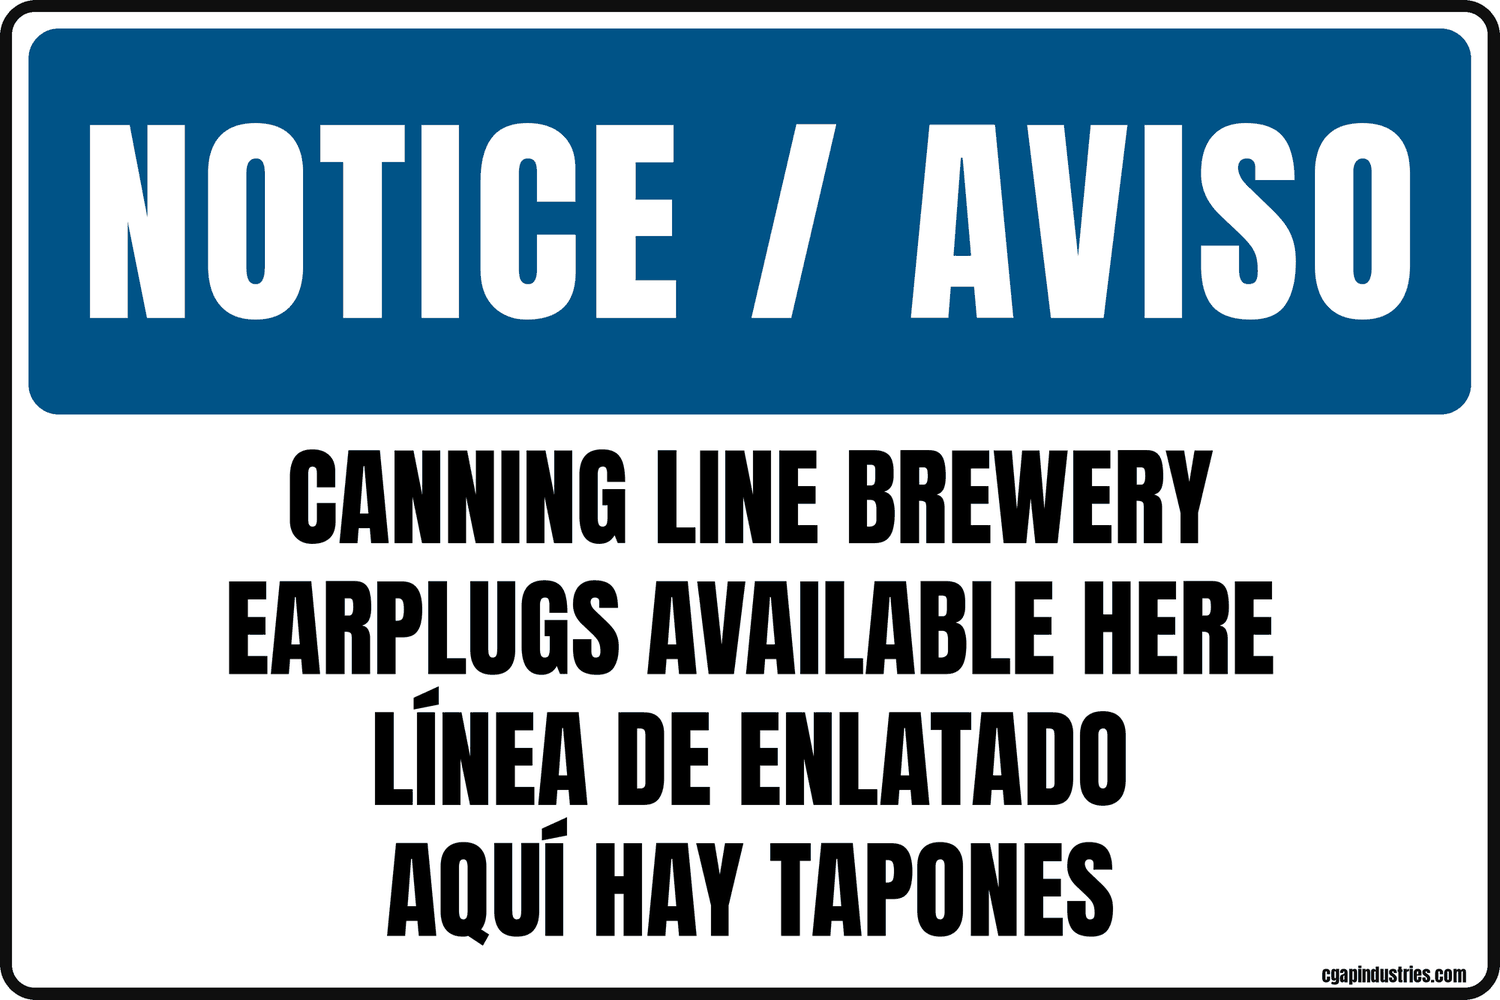 NOTICE / AVISO
CANNING LINE BREWERY
EARPLUGS AVAILABLE HERE
LÍNEA DE ENLATADO
AQUÍ HAY TAPONES
cgapindustries.com